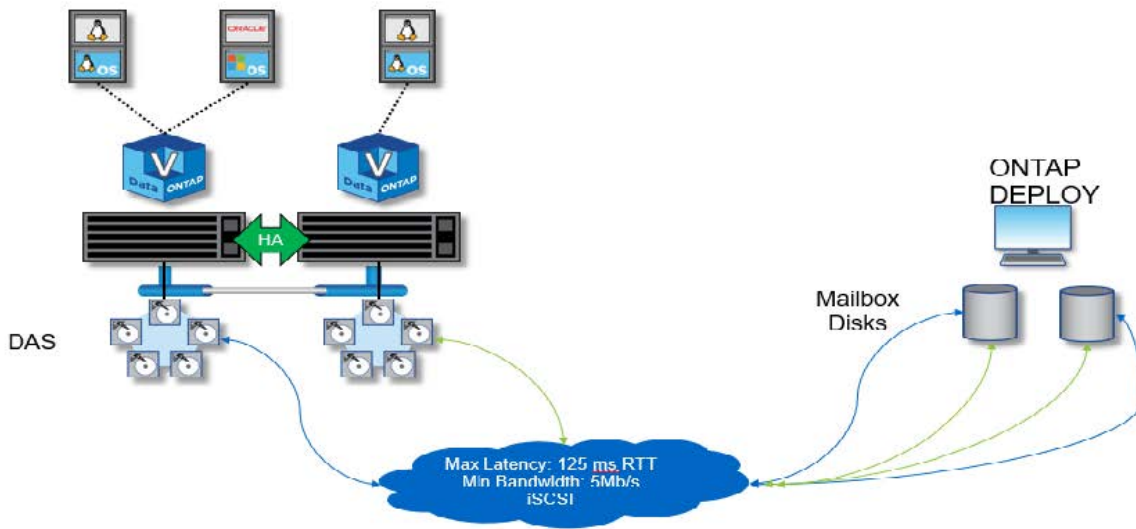 ORACLE
OS
OS
OS
V
Data ONTAP
V
Data ONTAP
HA
ONTAP
DEPLOY
Mailbox
Disks
DAS
Max Latency: 125 ms RTT
Min Bandwidth: 5Mb/s
iSCSI